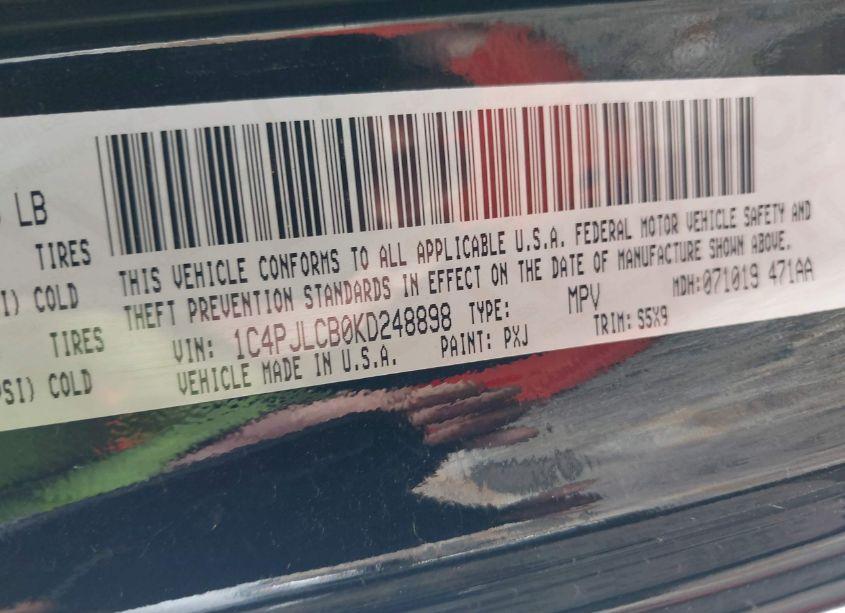 LB
TIRES
COLD
TIRES
COLD
THIS VEHICLE CONFORMS TO ALL APPLICABLE U.S.A. FEDERAL MOTOR VEHICLE SAFETY AND
THEFT PREVENTION STANDARDS IN EFFECT ON THE DATE OF MANUFACTURE SHOWN ABOVE.
VIN: 1C4PJLCB0KD248898 TYPE: MPV MDH:071019 471AA
VEHICLE MADE IN U.S.A. PAINT: PXJ TRIM: S5X9